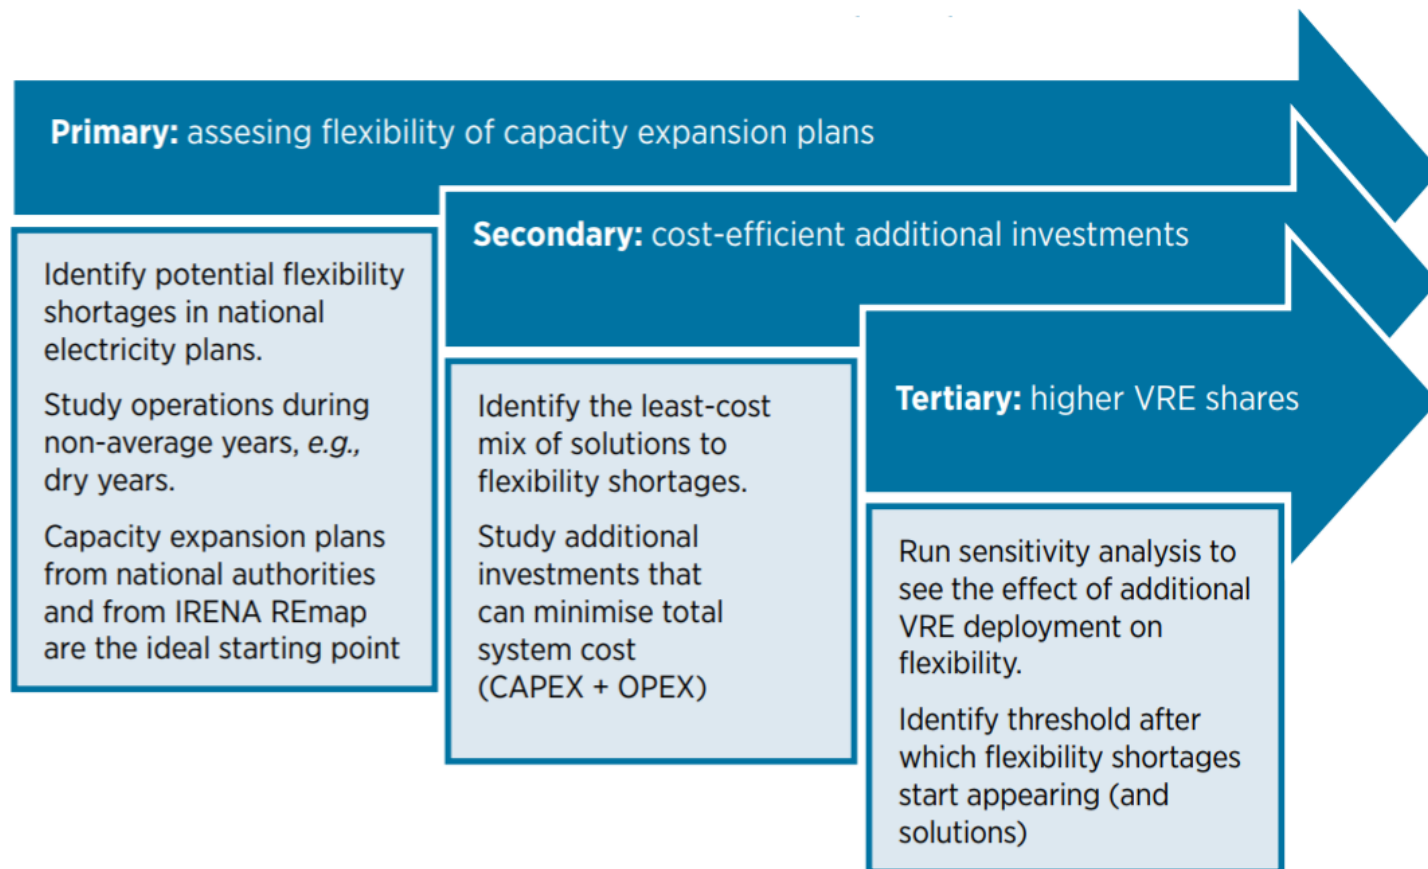 Primary: assesing flexibility of capacity expansion plans
Identify potential flexibility
shortages in national
electricity plans.
Study operations during
non-average years, e.g.,
dry years.
Capacity expansion plans
from national authorities
and from IRENA REmap
are the ideal starting point
Secondary: cost-efficient additional investments
Identify the least-cost
mix of solutions to
flexibility shortages.
Study additional
investments that
can minimise total
system cost
(CAPEX + OPEX)
Tertiary: higher VRE shares
Run sensitivity analysis to
see the effect of additional
VRE deployment on
flexibility.
Identify threshold after
which flexibility shortages
start appearing (and
solutions)